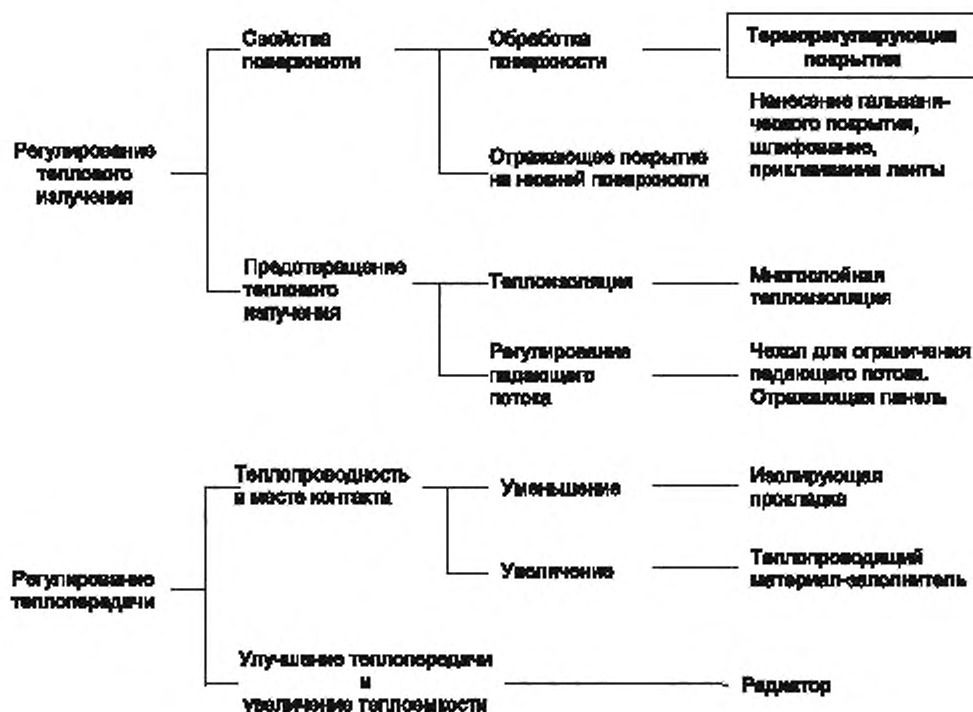 Регулирование
теплового
излучения
Свойства
поверхности
Обработка
поверхности
Терморегулирующие
покрытия
Нанесение гальвани-
ческого покрытия,
шлифование,
приклеивание ленты
Отражающее покрытие
на нижней поверхности
Предотвращение
теплового
излучения
Теплоизоляция
Многослойная
теплоизоляция
Регулирование
падающего
потока
Чехол для ограничения
падающего потока.
Отражающая панель
Регулирование
теплопередачи
Теплопроводность
в месте контакта
Уменьшение
Изолирующая
прокладка
Увеличение
Теплопроводящий
материал-заполнитель
Улучшение теплопередачи
и
увеличение теплоемкости
Радиатор